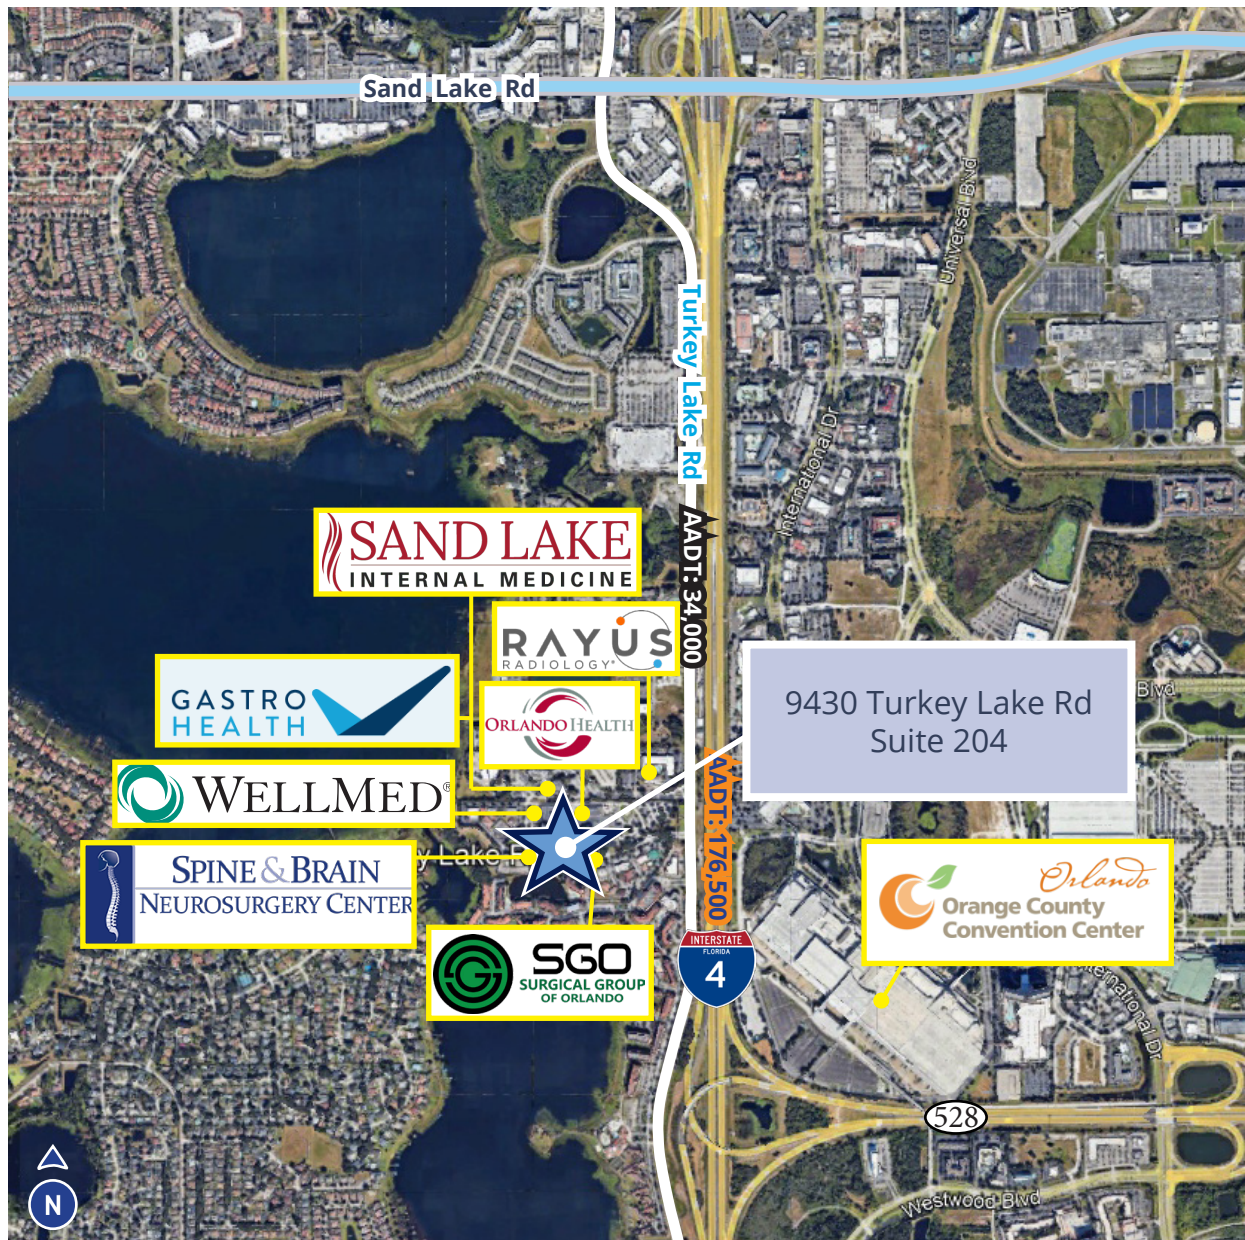 Sand Lake Rd
Universal Blvd
Turkey Lake Rd
International Dr
SAND LAKE
INTERNAL MEDICINE
AADT: 34,000
RAYUS
RADIOLOGY®
GASTRO
HEALTH
ORLANDO HEALTH
9430 Turkey Lake Rd
Suite 204
Blvd
WELLMED®
AADT: 176,500
y Lake
SPINE & BRAIN
NEUROSURGERY CENTER
Orlando
Orange County
Convention Center
SGO
SURGICAL GROUP
OF ORLANDO
INTERSTATE
FLORIDA
4
International Dr
528
N
Westwood Blvd